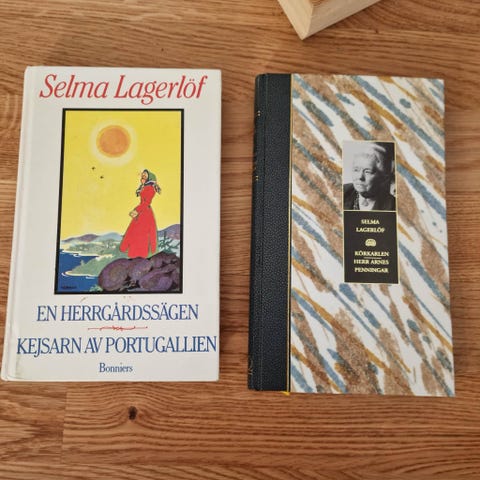 Selma Lagerlöf
EN HERRGÅRDSSÄGEN
KEJSARN AV PORTUGALLIEN
Bonniers
SELMA
LAGERLÖF
KÖRKARLEN
HERR ARNES
PENNINGAR